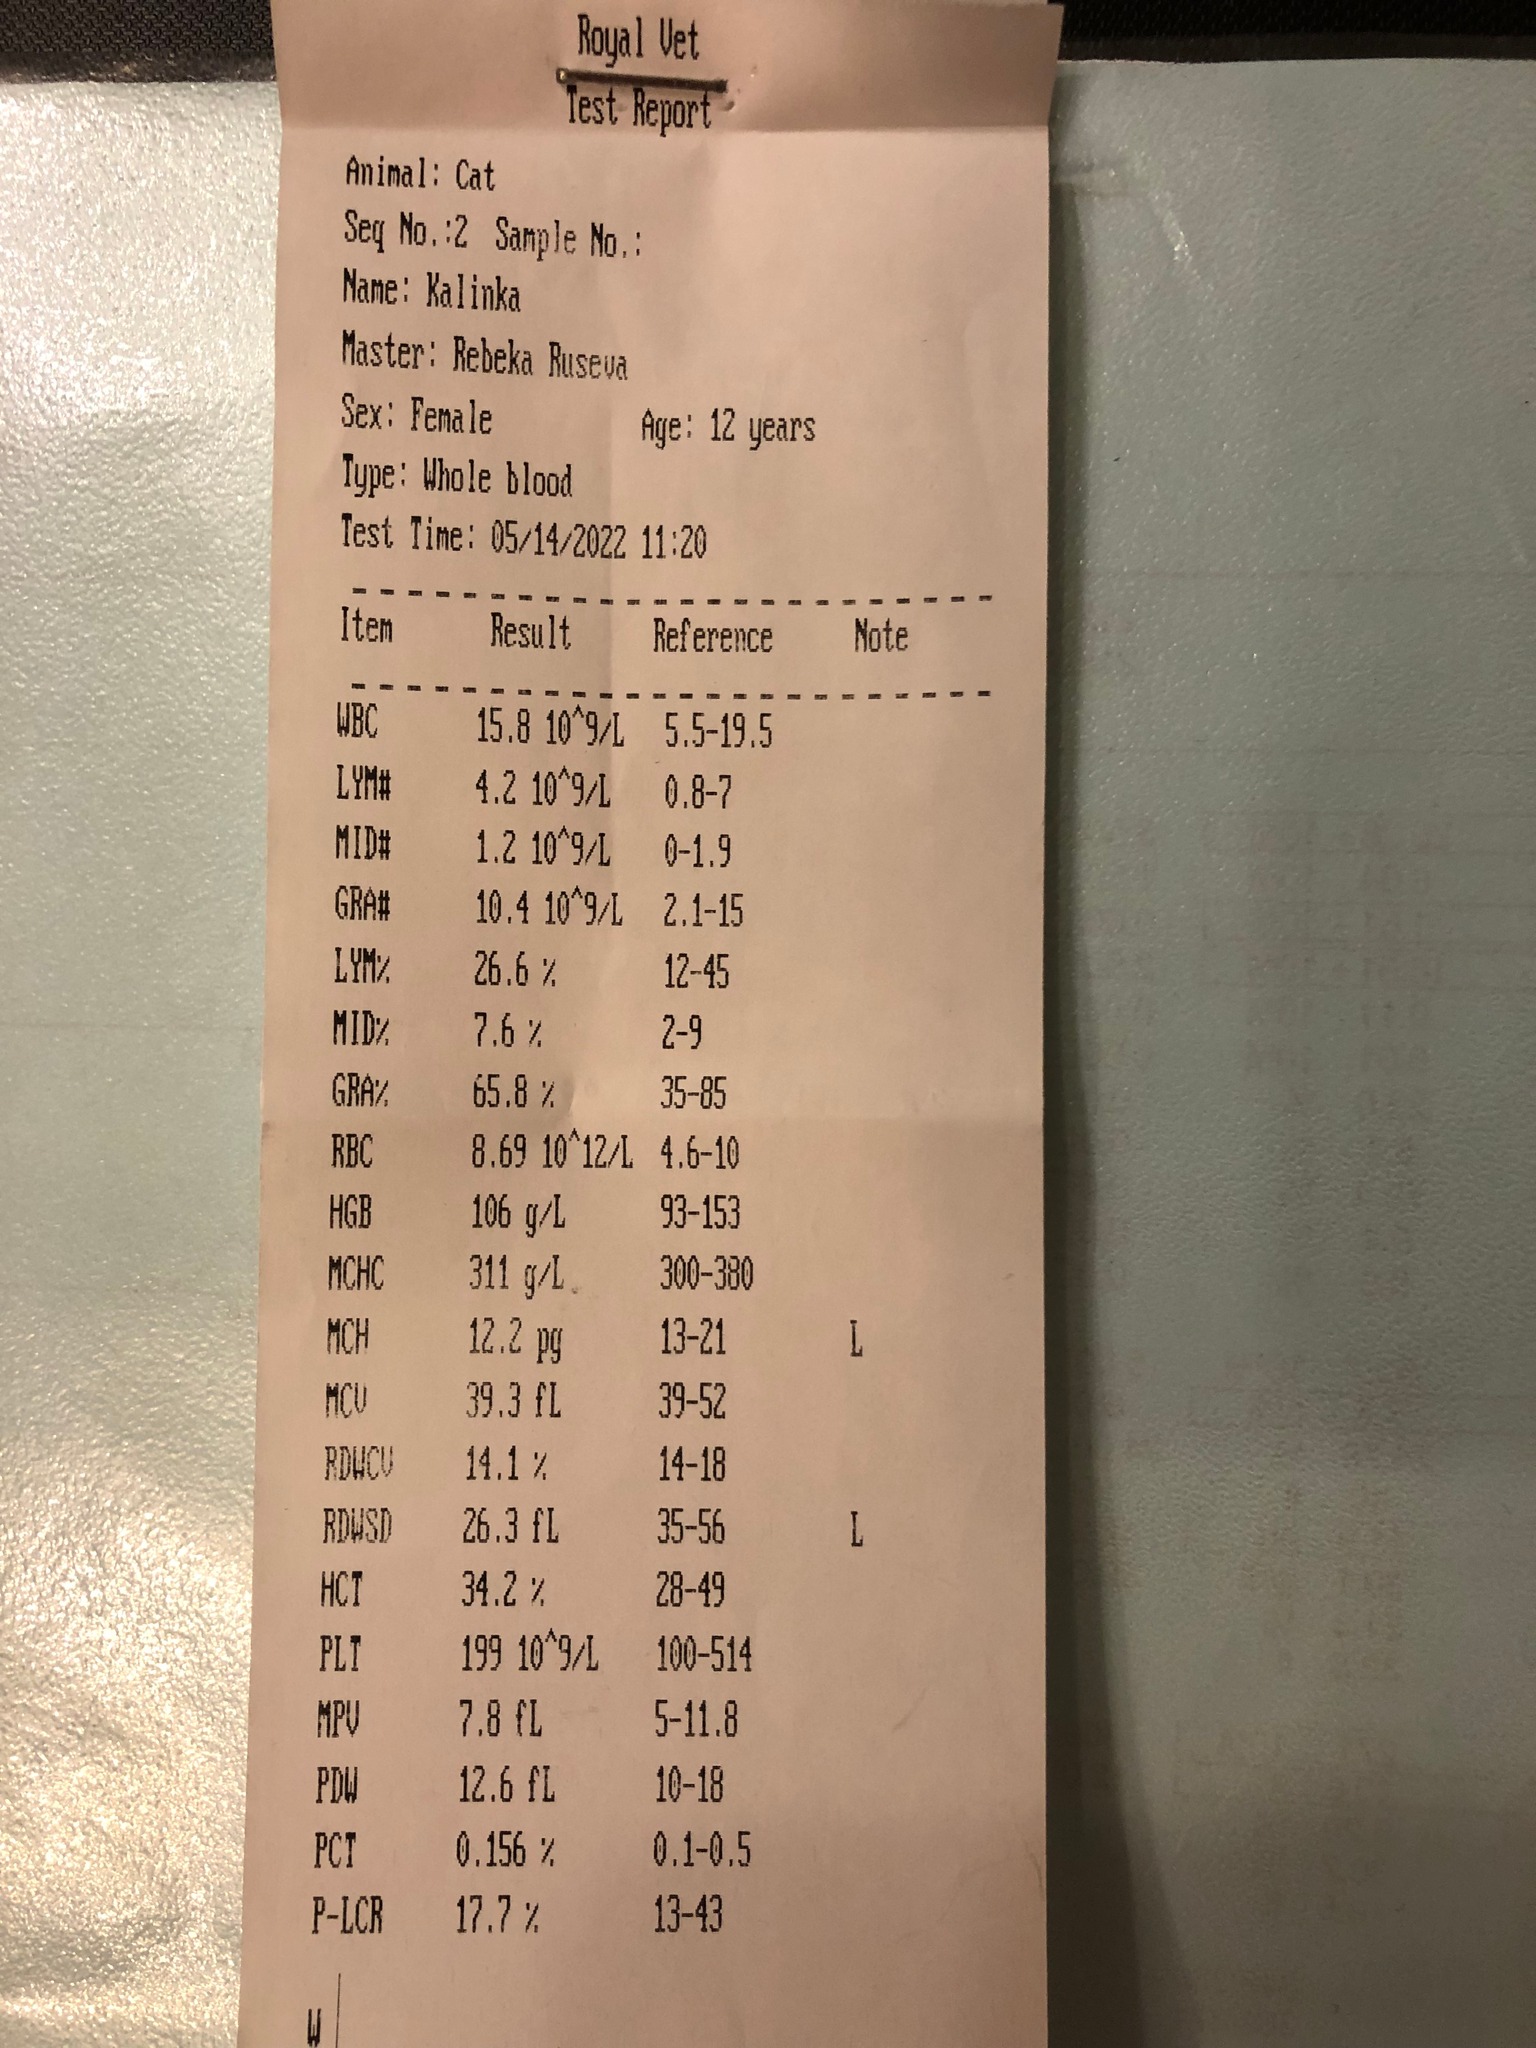 Royal Vet
Test Report
Animal: Cat
Seq No.:2 Sample No.:
Name: Kalinka
Master: Rebeka Ruseva
Sex: Female Age: 12 years
Type: Whole blood
Test Time: 05/14/2022 11:20
Item Result Reference Note
WBC 15.8 10^9/L 5.5-19.5
LYM# 4.2 10^9/L 0.8-7
MID# 1.2 10^9/L 0-1.9
GRA# 10.4 10^9/L 2.1-15
LYM% 26.6 % 12-45
MID% 7.6 % 2-9
GRA% 65.8 % 35-85
RBC 8.69 10^12/L 4.6-10
HGB 106 g/L 93-153
MCHC 311 g/L 300-380
MCH 12.2 pg 13-21 L
MCV 39.3 fL 39-52
RDWCV 14.1 % 14-18
RDWSD 26.3 fL 35-56 L
HCT 34.2 % 28-49
PLT 199 10^9/L 100-514
MPV 7.8 fL 5-11.8
PDW 12.6 fL 10-18
PCT 0.156 % 0.1-0.5
P-LCR 17.7 % 13-43
W